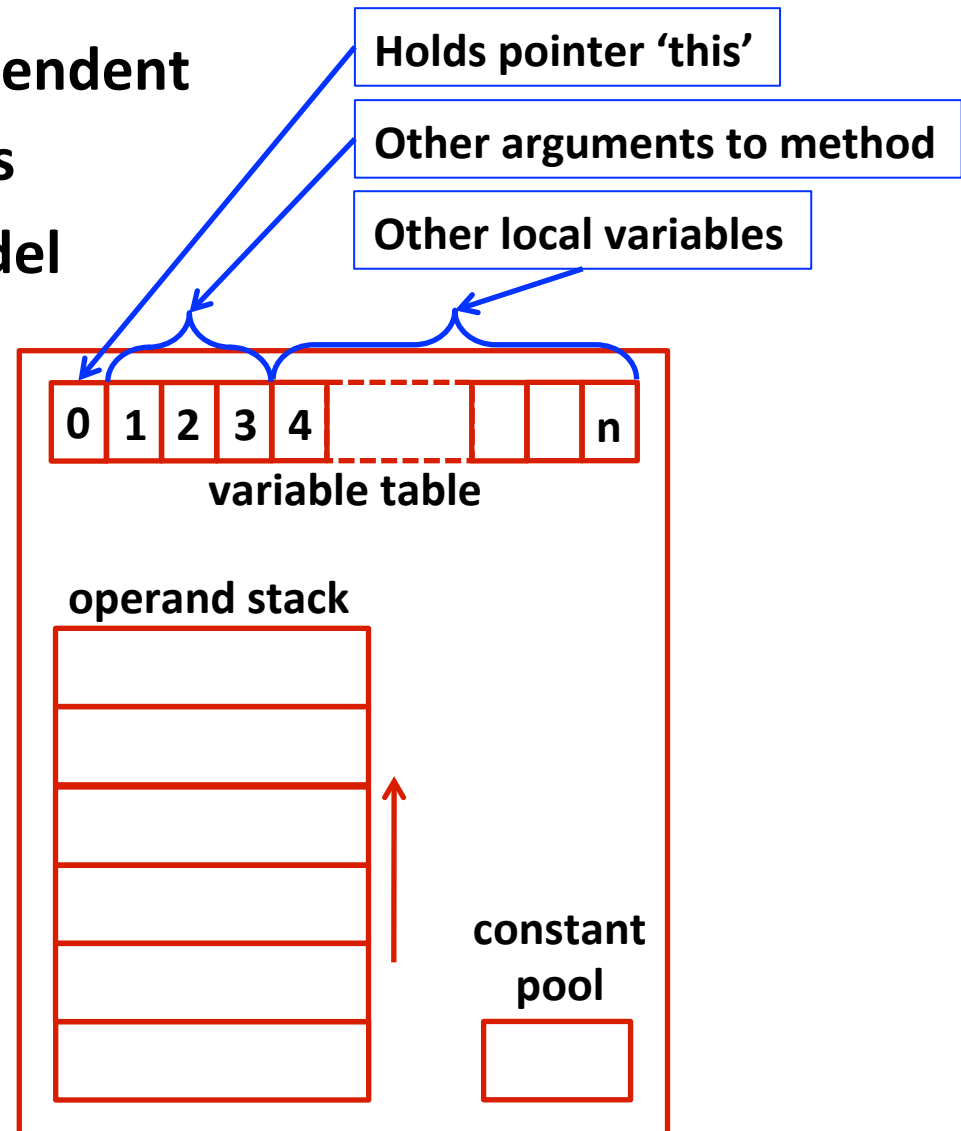 endent
s
del
Holds pointer ‘this’
Other arguments to method
Other local variables
0 1 2 3 4 n
variable table
operand stack
constant
pool